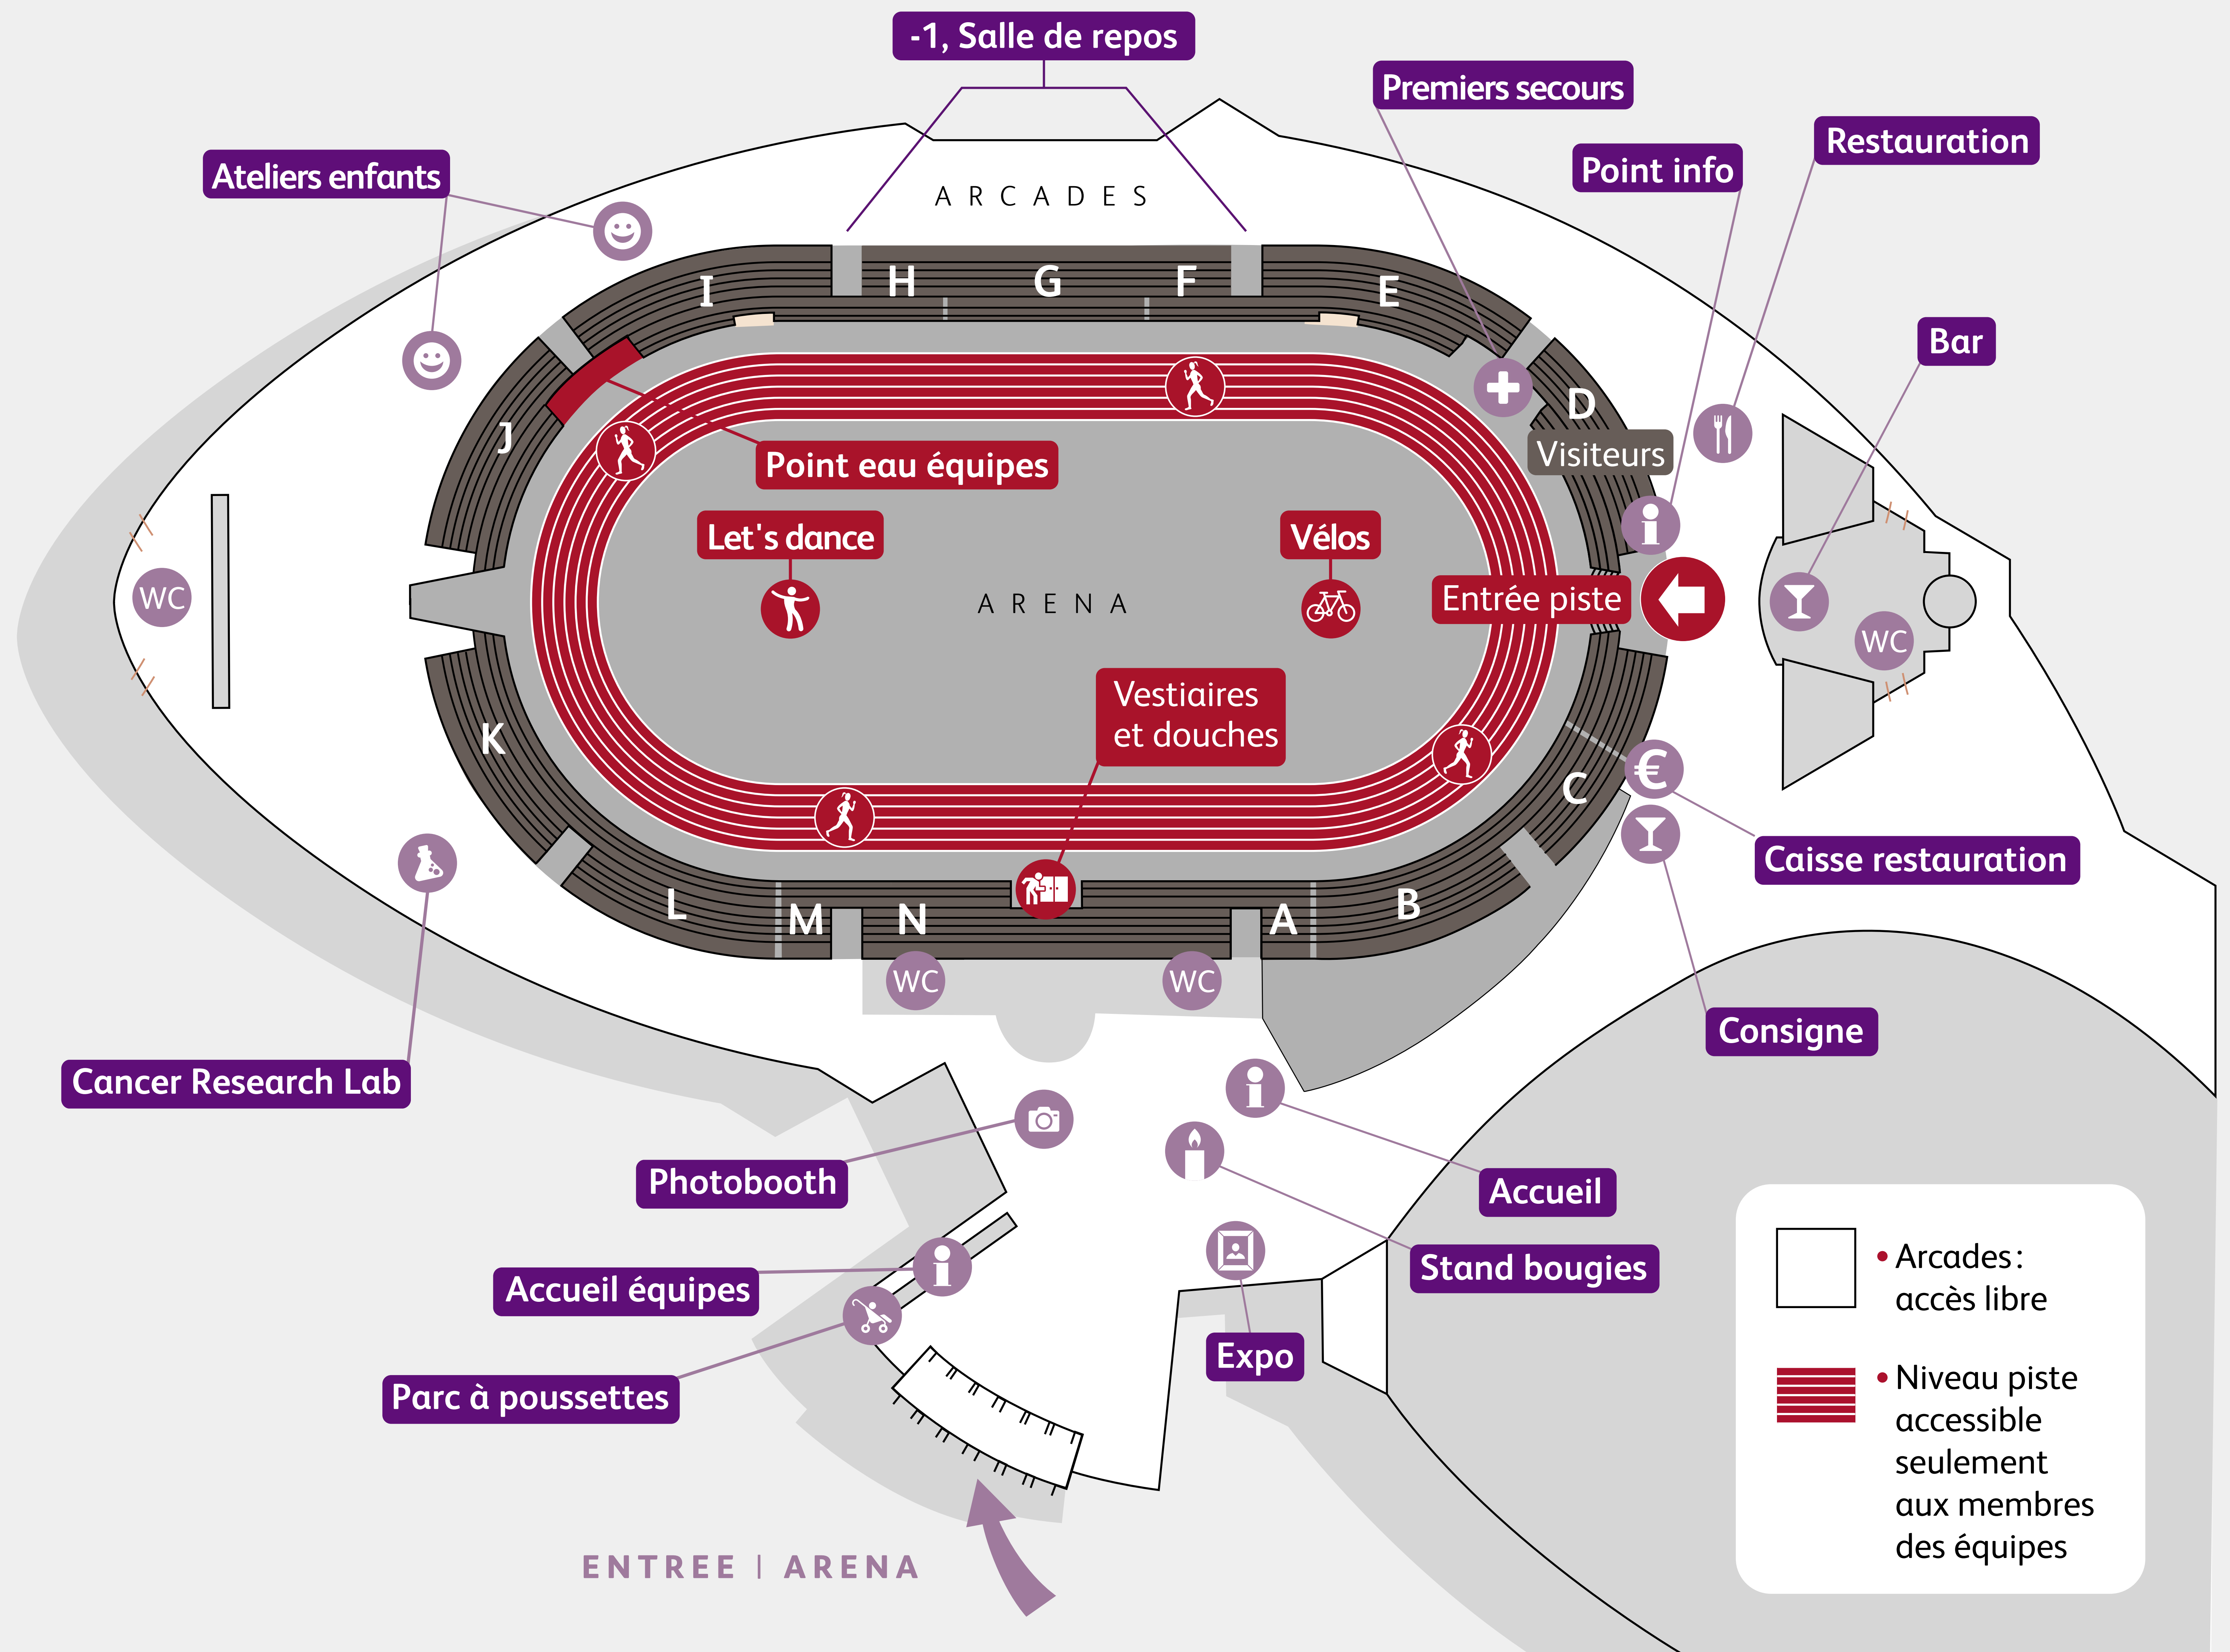 -1, Salle de repos
Premiers secours
Restauration
Point info
Ateliers enfants
ARCADES
Bar
I
H
G
F
E
D
J
Visiteurs
Point eau équipes
Let's dance
Vélos
WC
ARENA
Entrée piste
WC
Vestiaires
et douches
K
C
€
Caisse restauration
L
M
N
A
B
WC
WC
Consigne
Cancer Research Lab
Photobooth
Accueil
Accueil équipes
Stand bougies
Expo
Parc à poussettes
• Arcades :
accès libre
• Niveau piste
accessible
seulement
aux membres
des équipes
ENTREE | ARENA